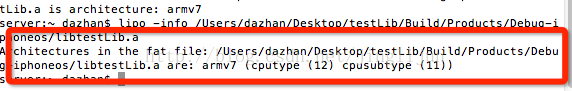 stLib.a is architecture: armv7
server:~ dazhan$ lipo -info /Users/dazhan/Desktop/testLib/Build/Products/Debug-i
phoneos/libtestLib.a
Architectures in the fat file: /Users/dazhan/Desktop/testLib/Build/Products/Debu
g-iphoneos/libtestLib.a are: armv7 (cputype (12) cpusubtype (11))
server:~ dazhan$